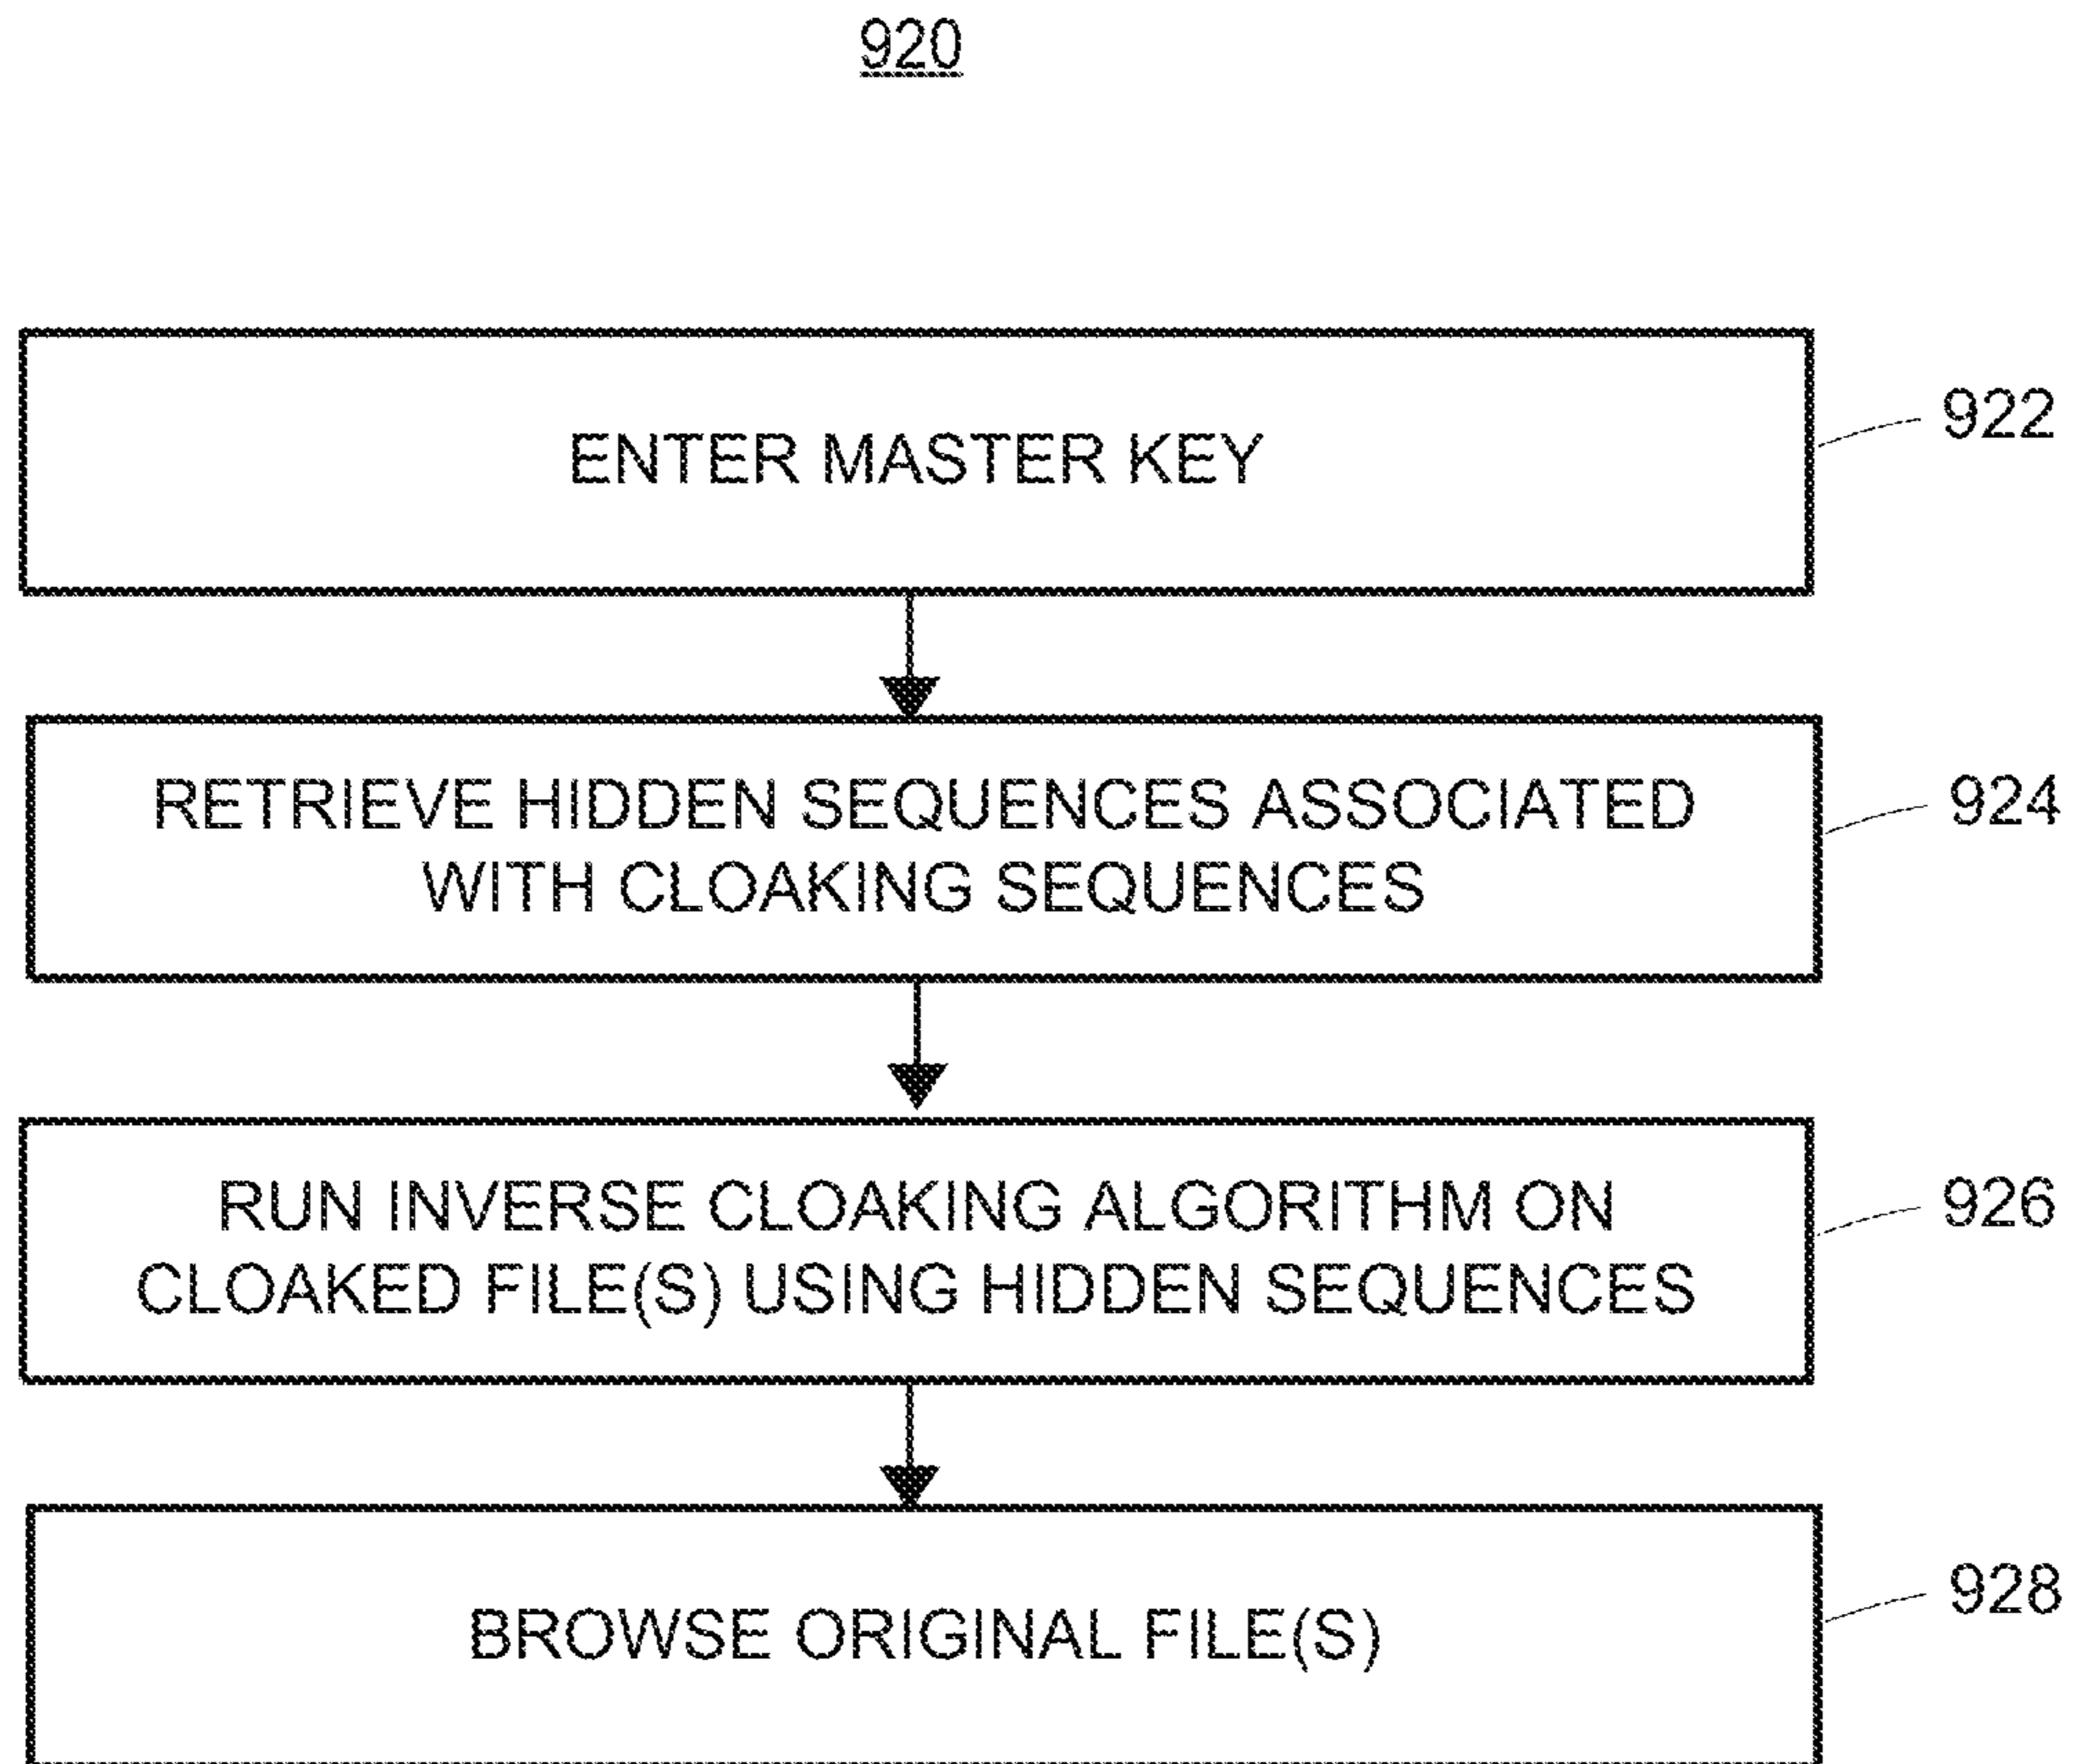 920
ENTER MASTER KEY
922
RETRIEVE HIDDEN SEQUENCES ASSOCIATED
WITH CLOAKING SEQUENCES
924
RUN INVERSE CLOAKING ALGORITHM ON
CLOAKED FILE(S) USING HIDDEN SEQUENCES
926
BROWSE ORIGINAL FILE(S)
928